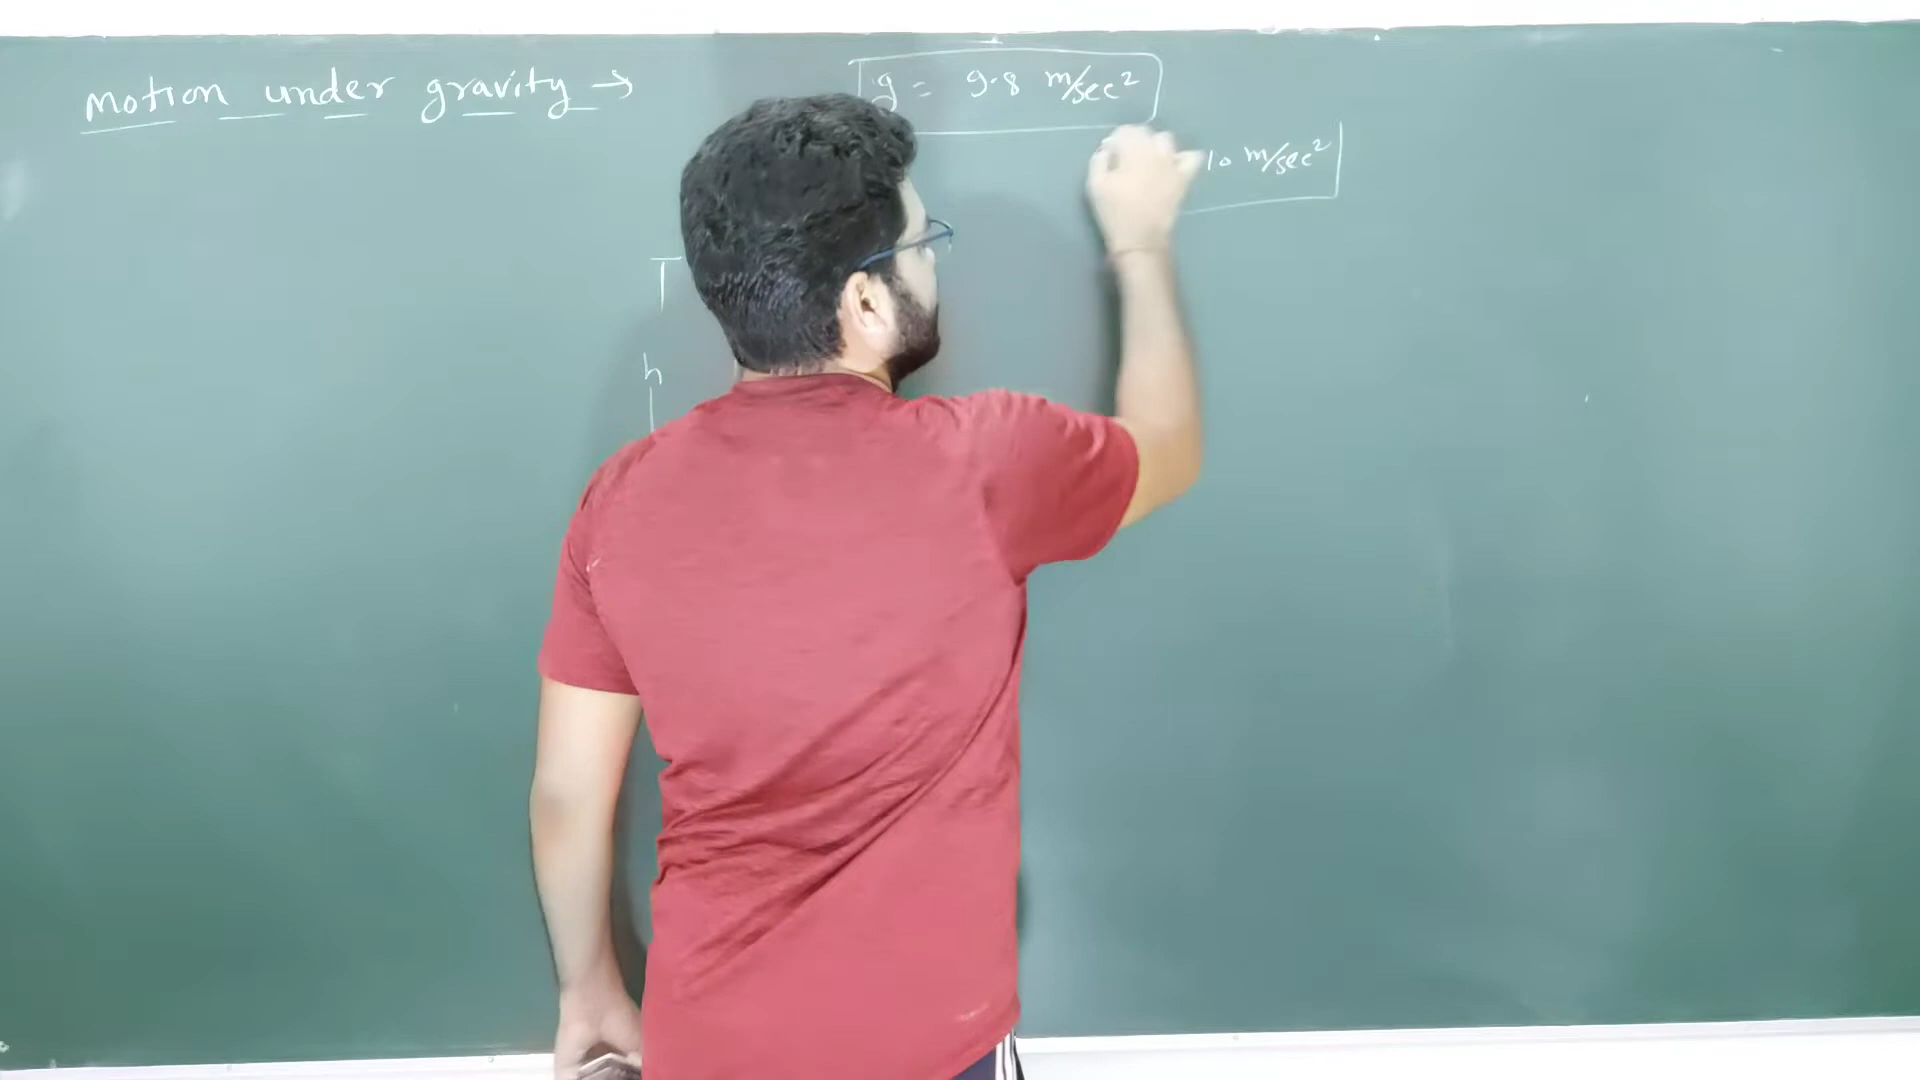 Motion under gravity →
g = 9.8 m/sec²
10 m/sec²
h